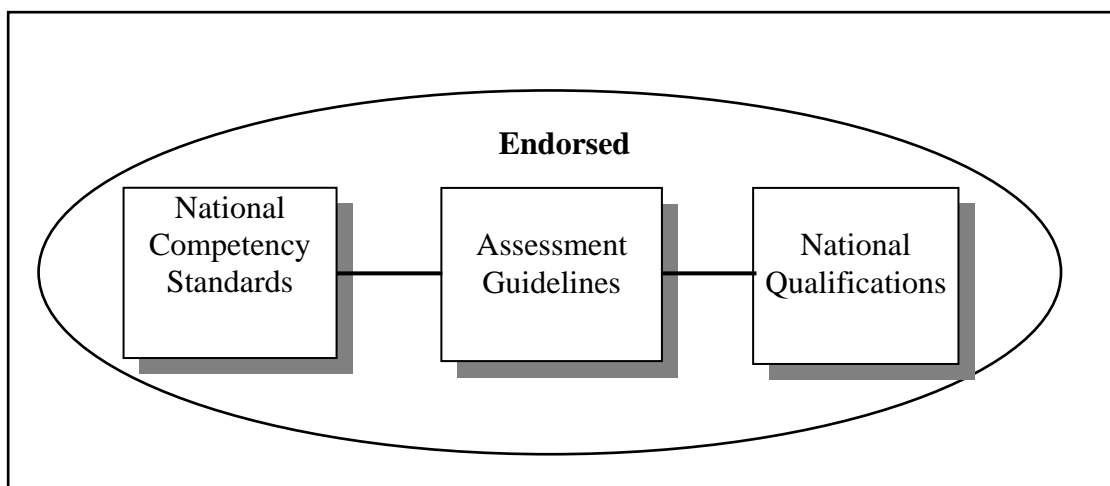 Endorsed
National
Competency
Standards
Assessment
Guidelines
National
Qualifications